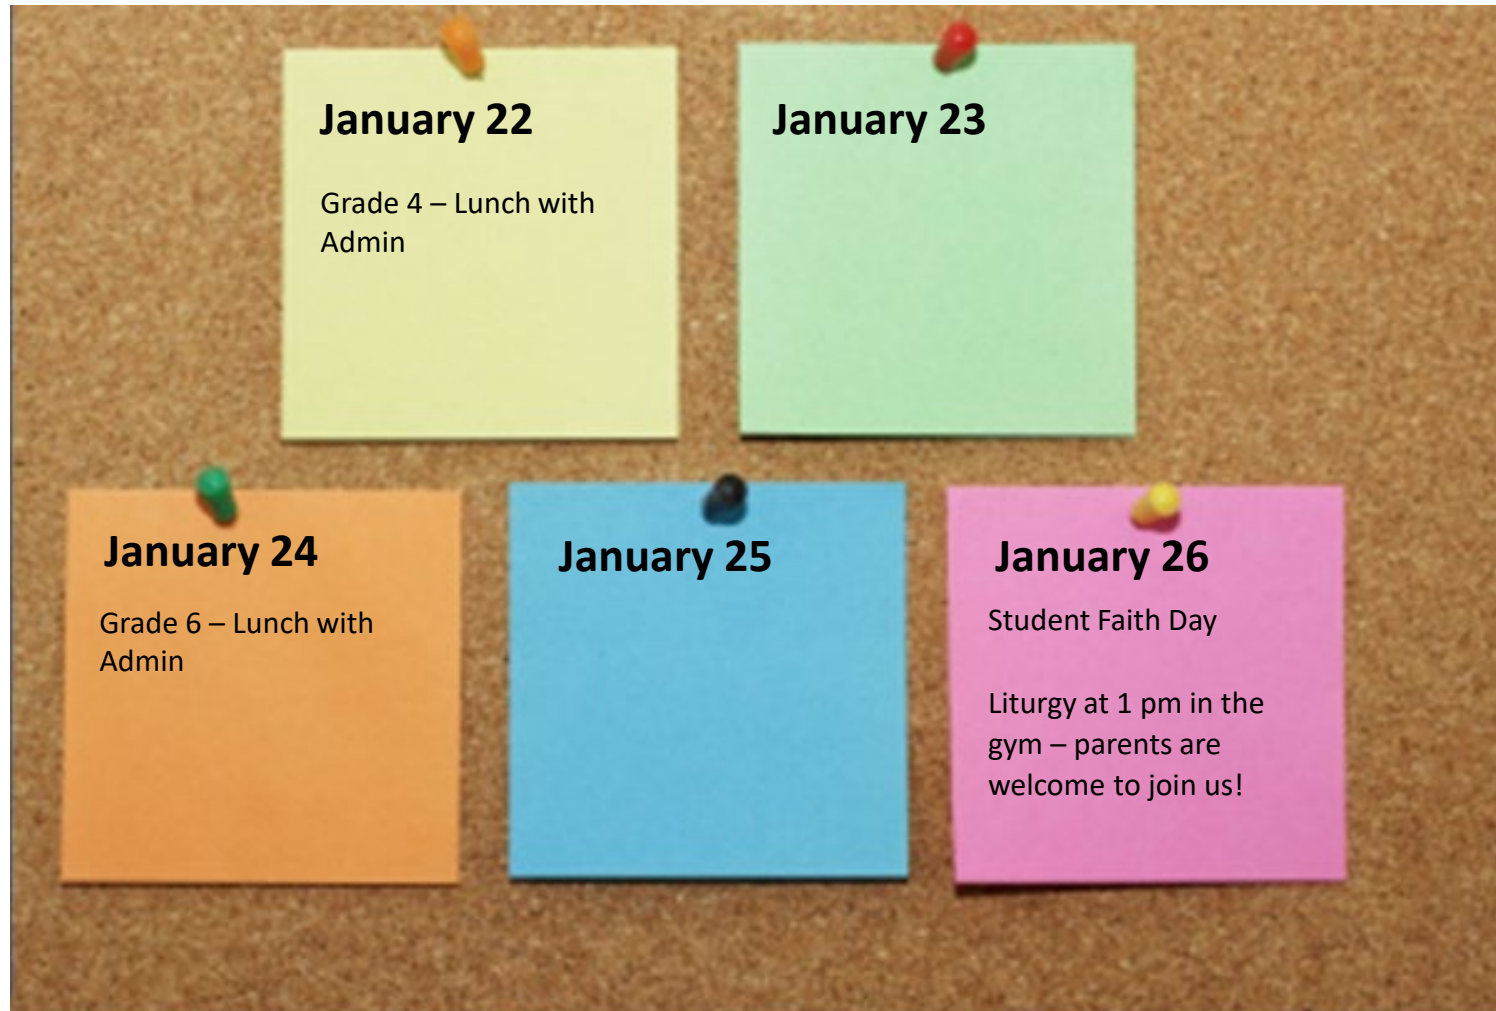 January 22
Grade 4 – Lunch with
Admin
January 23
January 24
Grade 6 – Lunch with
Admin
January 25
January 26
Student Faith Day
Liturgy at 1 pm in the
gym – parents are
welcome to join us!